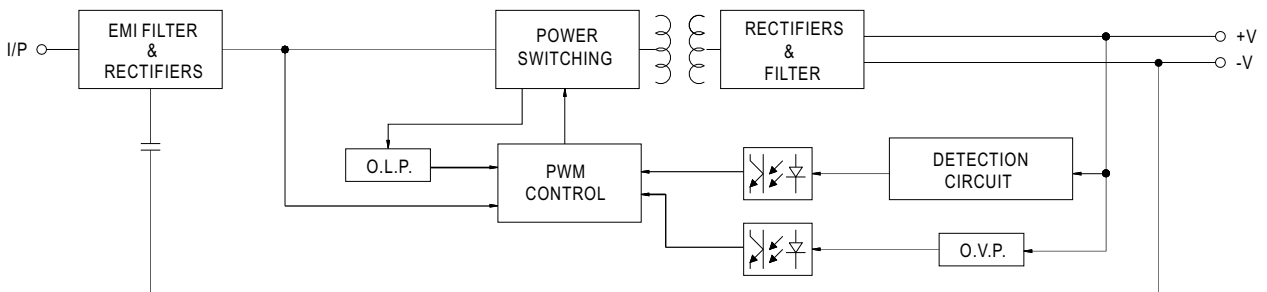 I/P
EMI FILTER
&
RECTIFIERS
POWER
SWITCHING
RECTIFIERS
&
FILTER
+V
-V
O.L.P.
PWM
CONTROL
DETECTION
CIRCUIT
O.V.P.